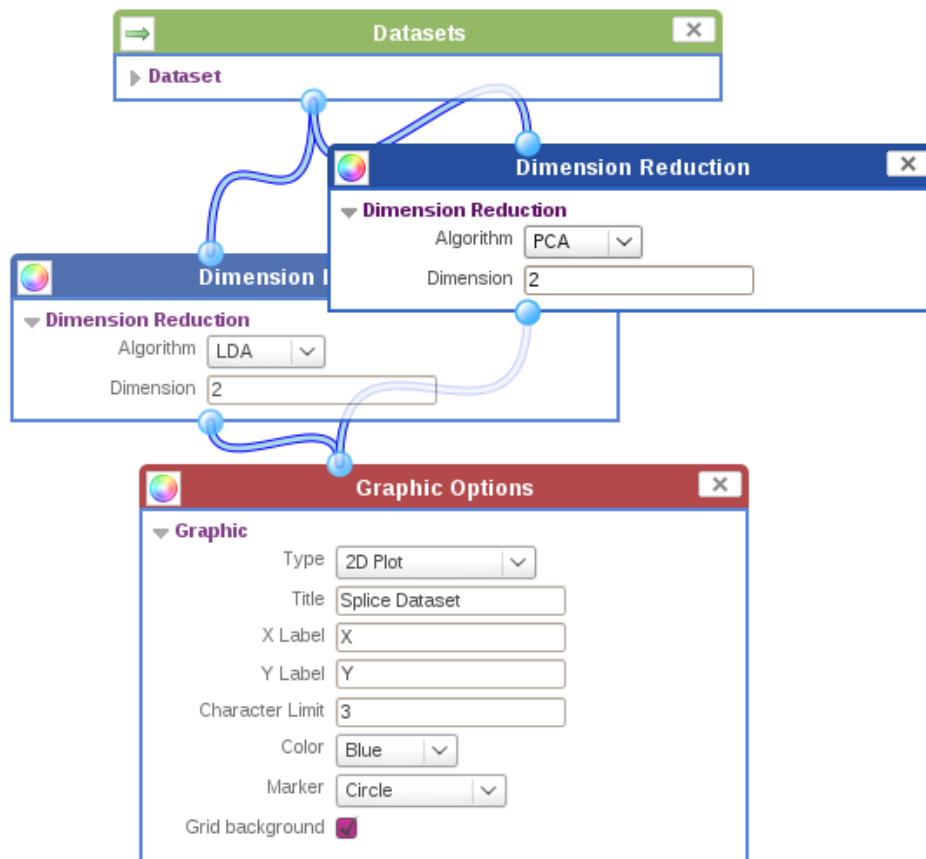 Datasets
Dataset
Dimension Reduction
Dimension Reduction
Algorithm PCA
Dimension 2
Dimension
Dimension Reduction
Algorithm LDA
Dimension 2
Graphic Options
Graphic
Type 2D Plot
Title Splice Dataset
X Label X
Y Label Y
Character Limit 3
Color Blue
Marker Circle
Grid background